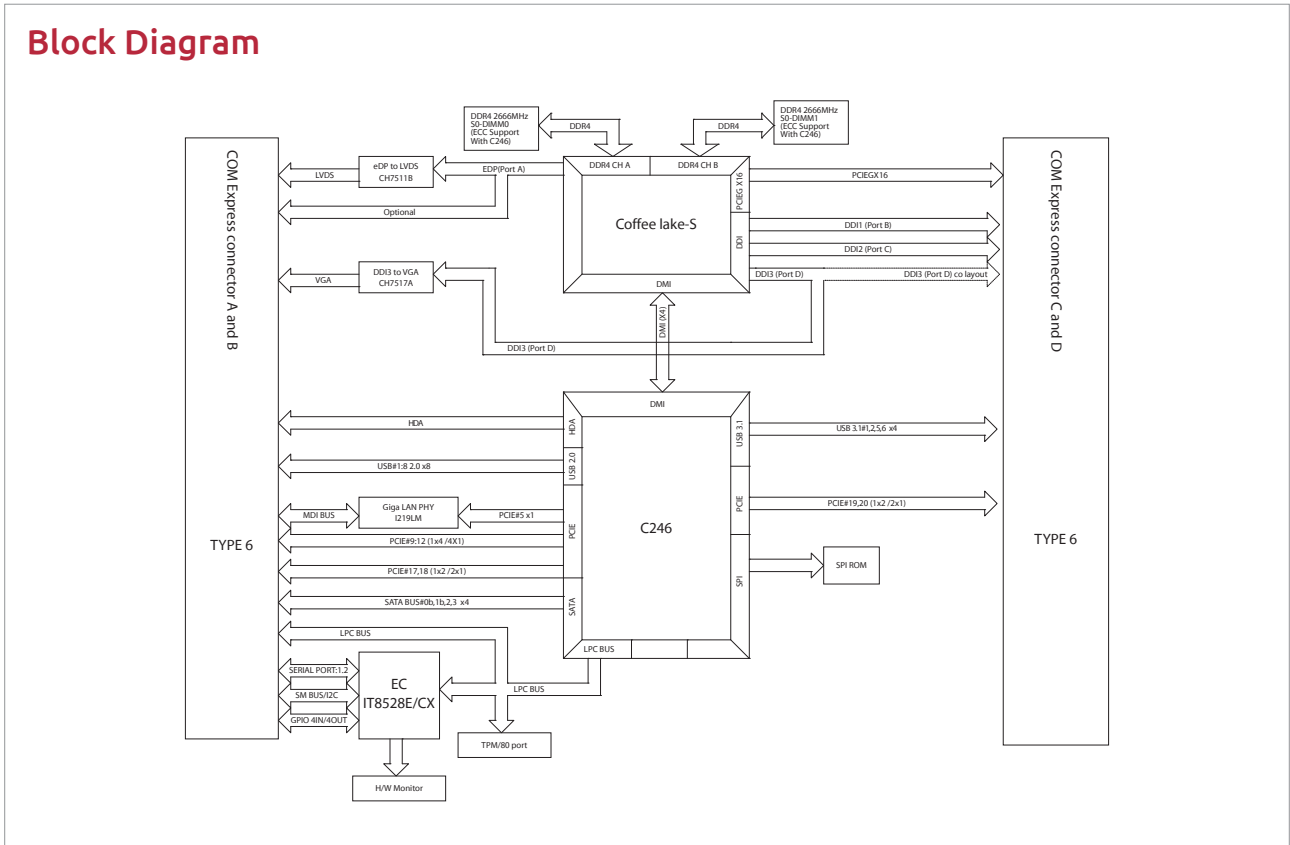 Block Diagram
DDR4 2666MHz
S0-DIMM0
(ECC Support
With C246)
DDR4
DDR4
DDR4 2666MHz
S0-DIMM1
(ECC Support
With C246)
COM Express connector A and B
TYPE 6
LVDS
eDP to LVDS
CH7511B
EDP(Port A)
Optional
VGA
DDI3 to VGA
CH7517A
DDI3 (Port D)
DDR4 CH A
DDR4 CH B
PCIEG X16
DDI
Coffee lake-S
DMI
DMI (X4)
PCIEGX16
DDI1 (Port B)
DDI2 (Port C)
DDI3 (Port D)
DDI3 (Port D) co layout
COM Express connector C and D
TYPE 6
DMI
HDA
USB 2.0
PCIE
SATA
LPC BUS
USB 3.1
PCIE
SPI
C246
HDA
USB#1:8 2.0 x8
MDI BUS
Giga LAN PHY
I219LM
PCIE#5 x1
PCIE#9:12 (1x4 /4X1)
PCIE#17,18 (1x2 /2x1)
SATA BUS#0b,1b,2,3 x4
LPC BUS
SERIAL PORT:1.2
SM BUS/I2C
GPIO 4IN/4OUT
EC
IT8528E/CX
LPC BUS
TPM/80 port
H/W Monitor
USB 3.1#1,2,5,6 x4
PCIE#19,20 (1x2 /2x1)
SPI ROM